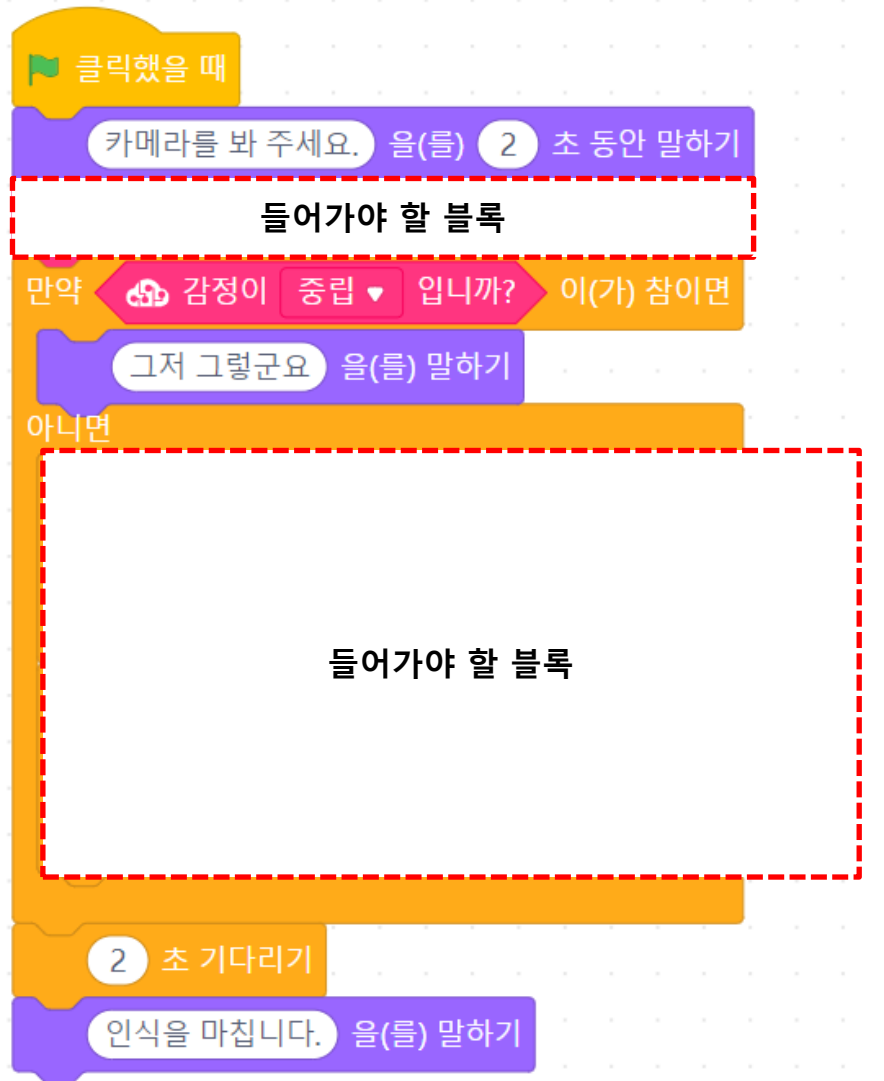 클릭했을 때
카메라를 봐 주세요. 을(를) 2 초 동안 말하기
들어가야 할 블록
만약 감정이 중립 입니까? 이(가) 참이면
그저 그렇군요 을(를) 말하기
아니면
들어가야 할 블록
2 초 기다리기
인식을 마칩니다. 을(를) 말하기